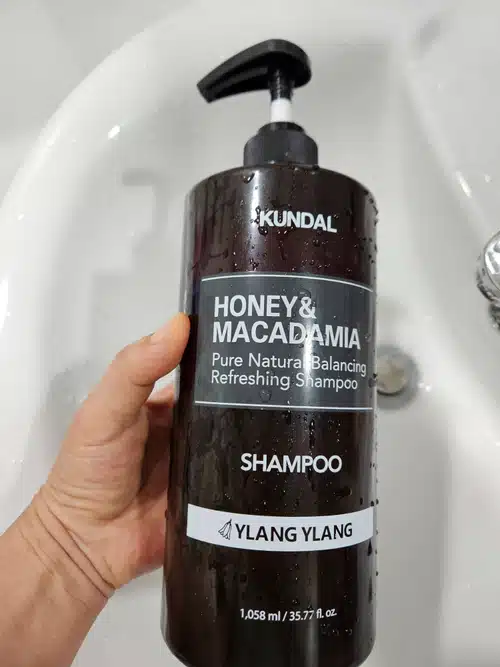 KUNDAL
HONEY&
MACADAMIA
Pure Natural Balancing
Refreshing Shampoo
SHAMPOO
YLANG YLANG
1,058 ml / 35.77 fl. oz.